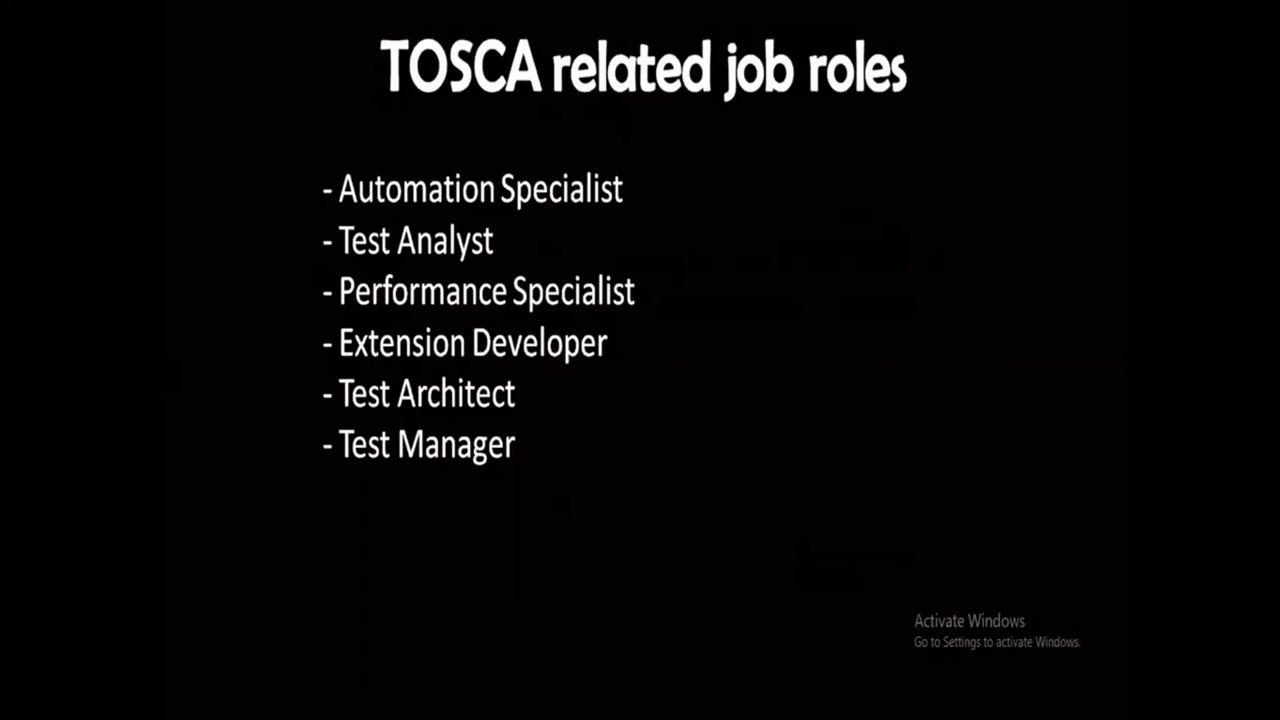 TOSCA related job roles
- Automation Specialist
- Test Analyst
- Performance Specialist
- Extension Developer
- Test Architect
- Test Manager
Activate Windows
Go to Settings to activate Windows.